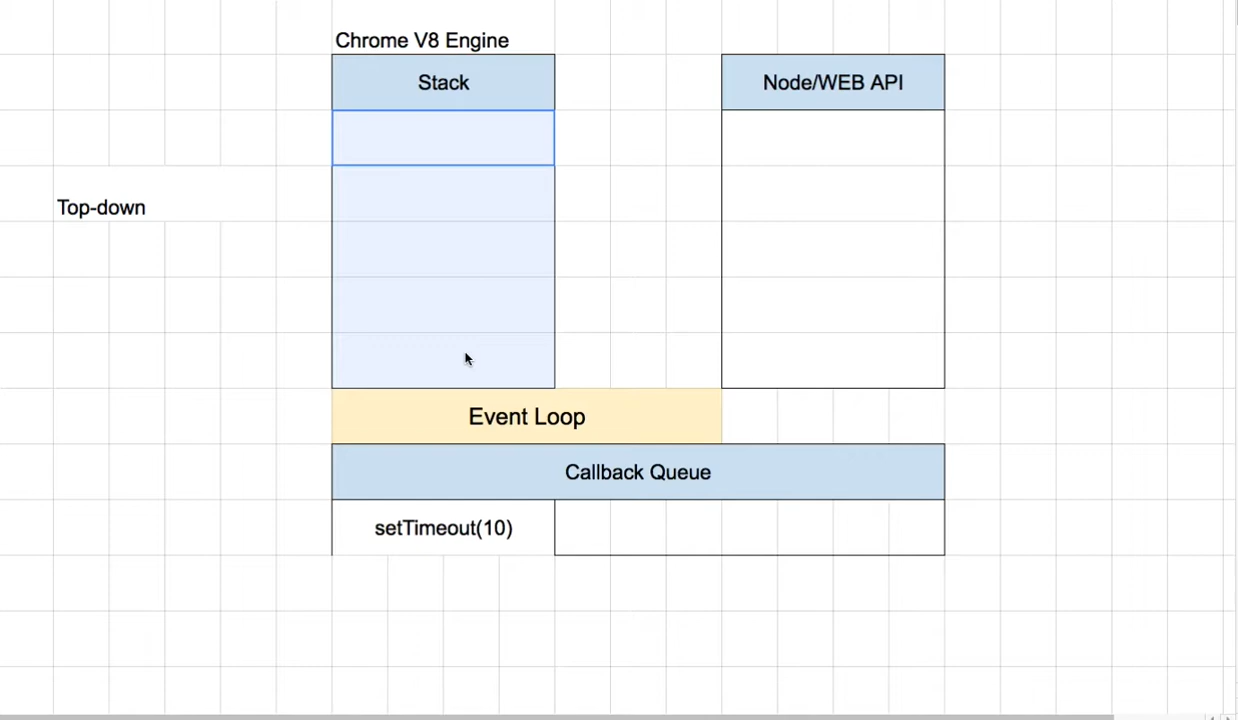 Chrome V8 Engine
Stack
Node/WEB API
Top-down
Event Loop
Callback Queue
setTimeout(10)